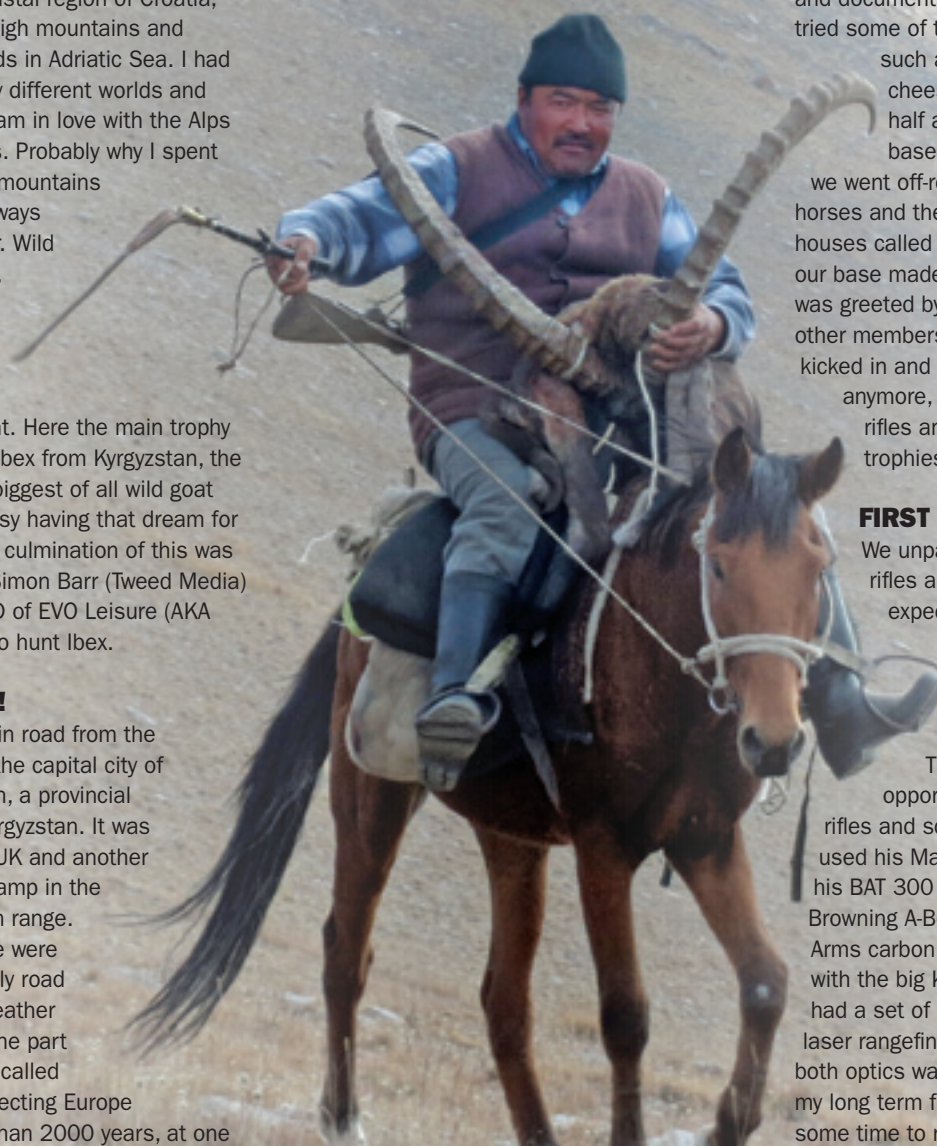 stal region of Croatia,
igh mountains and
ds in Adriatic Sea. I had
y different worlds and
am in love with the Alps
s. Probably why I spent
mountains
ways
r. Wild
nt. Here the main trophy
bex from Kyrgyzstan, the
biggest of all wild goat
sy having that dream for
culmination of this was
Simon Barr (Tweed Media)
O of EVO Leisure (AKA
o hunt Ibex.
!
in road from the
the capital city of
n, a provincial
rgyzstan. It was
UK and another
amp in the
n range.
e were
ly road
eather
ne part
called
ecting Europe
han 2000 years, at one
and document
tried some of t
such a
chee
half a
base
we went off-r
horses and the
houses called
our base made
was greeted by
other members
kicked in and
anymore,
rifles an
trophies
FIRST
We unpa
rifles a
expec
T
oppor
rifles and se
used his Ma
his BAT 300
Browning A-B
Arms carbon
with the big k
had a set of
laser rangefin
both optics wa
my long term f
some time to r